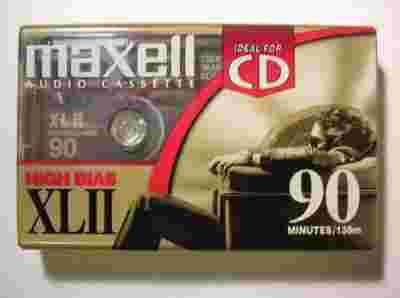 maxell
AUDIO CASSETTE
IDEAL FOR
CD
XLII
90
HIGH BIAS
XLII
90
MINUTES/135m